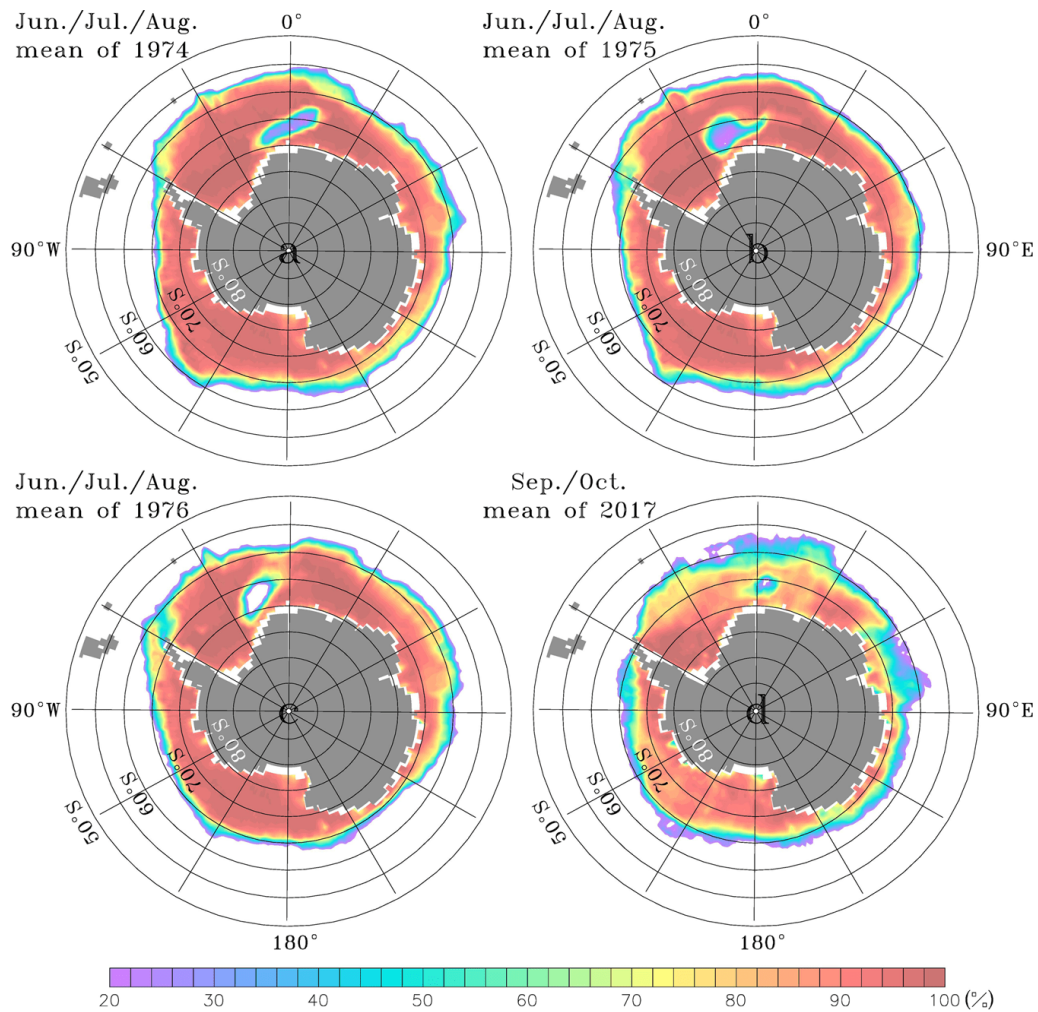 Jun./Jul./Aug.
mean of 1974
0°
Jun./Jul./Aug.
mean of 1975
0°
90°W
a
80°S
70°S
60°S
50°S
b
80°S
70°S
60°S
50°S
90°E
Jun./Jul./Aug.
mean of 1976
Sep./Oct.
mean of 2017
90°W
c
80°S
70°S
60°S
50°S
180°
d
80°S
70°S
60°S
50°S
90°E
180°
20 30 40 50 60 70 80 90 100 (%)